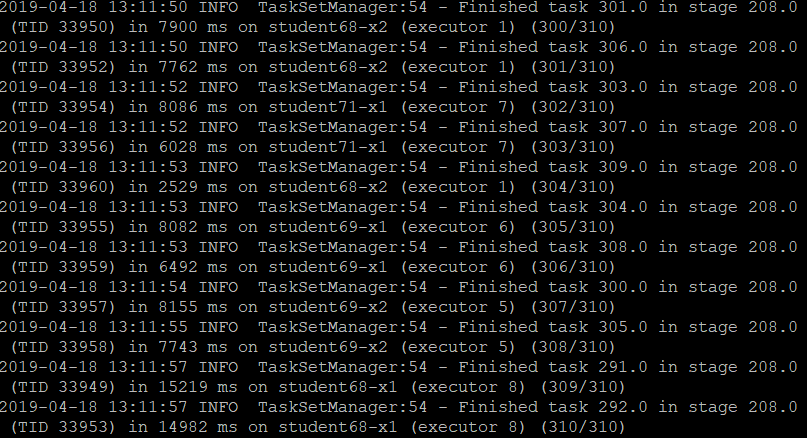 2019-04-18 13:11:50 INFO  TaskSetManager:54 - Finished task 301.0 in stage 208.0
(TID 33950) in 7900 ms on student68-x2 (executor 1) (300/310)
2019-04-18 13:11:50 INFO  TaskSetManager:54 - Finished task 306.0 in stage 208.0
(TID 33952) in 7762 ms on student68-x2 (executor 1) (301/310)
2019-04-18 13:11:52 INFO  TaskSetManager:54 - Finished task 303.0 in stage 208.0
(TID 33954) in 8086 ms on student71-x1 (executor 7) (302/310)
2019-04-18 13:11:52 INFO  TaskSetManager:54 - Finished task 307.0 in stage 208.0
(TID 33956) in 6028 ms on student71-x1 (executor 7) (303/310)
2019-04-18 13:11:53 INFO  TaskSetManager:54 - Finished task 309.0 in stage 208.0
(TID 33960) in 2529 ms on student68-x2 (executor 1) (304/310)
2019-04-18 13:11:53 INFO  TaskSetManager:54 - Finished task 304.0 in stage 208.0
(TID 33955) in 8082 ms on student69-x1 (executor 6) (305/310)
2019-04-18 13:11:53 INFO  TaskSetManager:54 - Finished task 308.0 in stage 208.0
(TID 33959) in 6492 ms on student69-x1 (executor 6) (306/310)
2019-04-18 13:11:54 INFO  TaskSetManager:54 - Finished task 300.0 in stage 208.0
(TID 33957) in 8155 ms on student69-x2 (executor 5) (307/310)
2019-04-18 13:11:55 INFO  TaskSetManager:54 - Finished task 305.0 in stage 208.0
(TID 33958) in 7743 ms on student69-x2 (executor 5) (308/310)
2019-04-18 13:11:57 INFO  TaskSetManager:54 - Finished task 291.0 in stage 208.0
(TID 33949) in 15219 ms on student68-x1 (executor 8) (309/310)
2019-04-18 13:11:57 INFO  TaskSetManager:54 - Finished task 292.0 in stage 208.0
(TID 33953) in 14982 ms on student68-x1 (executor 8) (310/310)